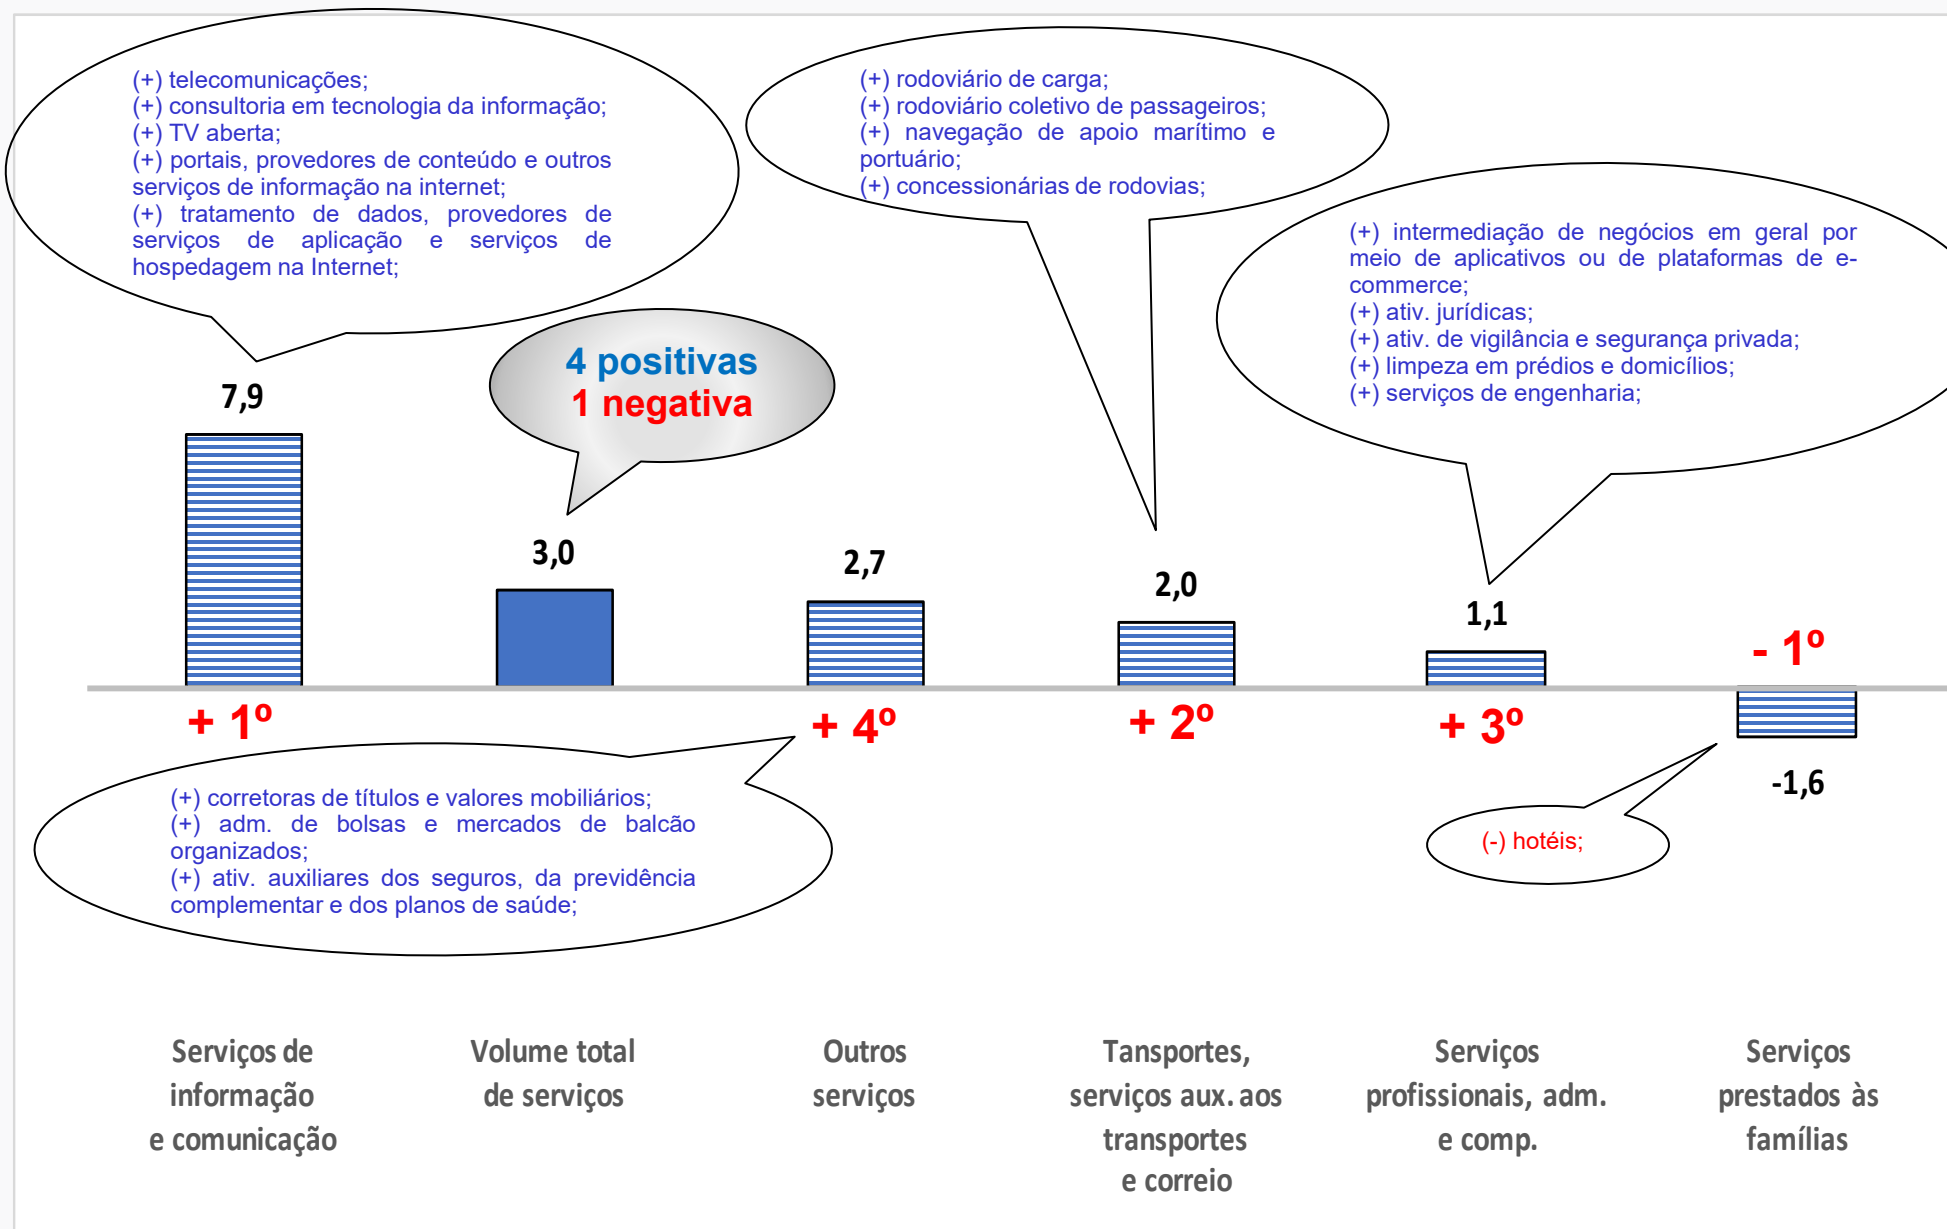 (+) telecomunicações;
(+) consultoria em tecnologia da informação;
(+) TV aberta;
(+) portais, provedores de conteúdo e outros
serviços de informação na internet;
(+) tratamento de dados, provedores de
serviços de aplicação e serviços de
hospedagem na Internet;
(+) rodoviário de carga;
(+) rodoviário coletivo de passageiros;
(+) navegação de apoio marítimo e
portuário;
(+) concessionárias de rodovias;
(+) intermediação de negócios em geral por
meio de aplicativos ou de plataformas de e-
commerce;
(+) ativ. jurídicas;
(+) ativ. de vigilância e segurança privada;
(+) limpeza em prédios e domicílios;
(+) serviços de engenharia;
4 positivas
1 negativa
7,9
3,0
2,7
2,0
1,1
- 1º
+ 1º
+ 4º
+ 2º
+ 3º
-1,6
(+) corretoras de títulos e valores mobiliários;
(+) adm. de bolsas e mercados de balcão
organizados;
(+) ativ. auxiliares dos seguros, da previdência
complementar e dos planos de saúde;
(-) hotéis;
Serviços de
informação
e comunicação
Volume total
de serviços
Outros
serviços
Tansportes,
serviços aux. aos
transportes
e correio
Serviços
profissionais, adm.
e comp.
Serviços
prestados às
famílias